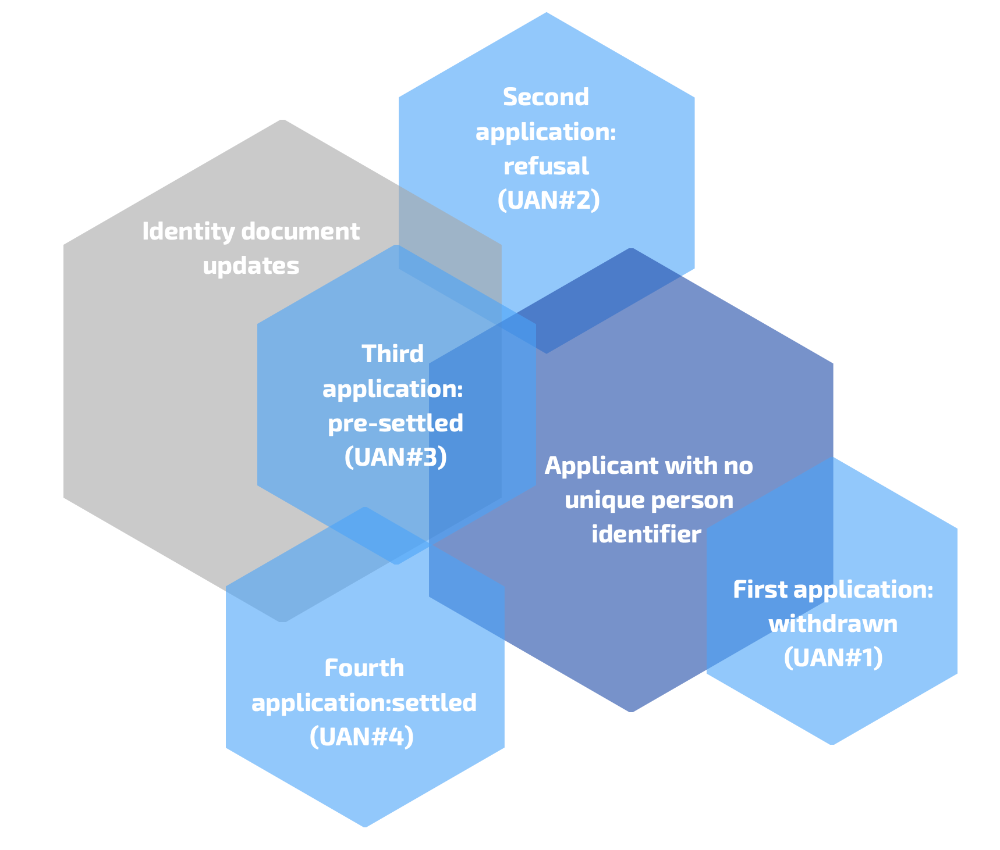 Second
application:
refusal
(UAN#2)
Identity document
updates
Third
application:
pre-settled
(UAN#3)
Applicant with no
unique person
identifier
First application:
withdrawn
(UAN#1)
Fourth
application:settled
(UAN#4)